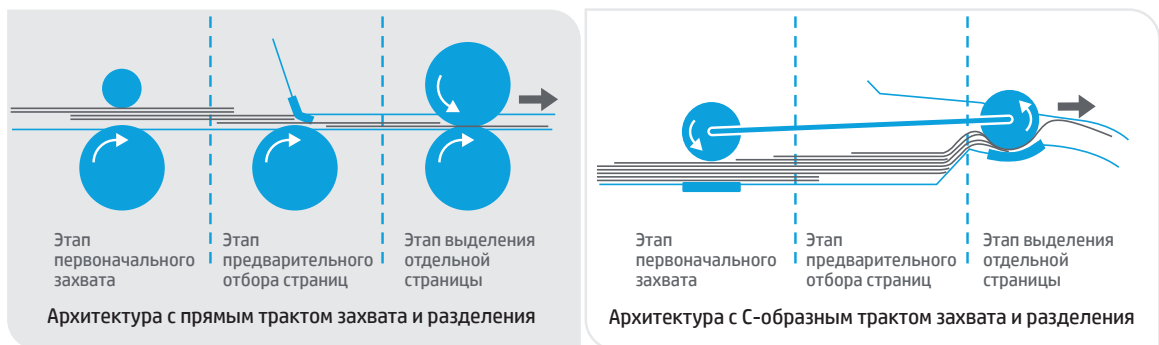 Этап
первоначального
захвата
Этап
предварительного
отбора страниц
Этап выделения
отдельной
страницы
Архитектура с прямым трактом захвата и разделения
Этап
первоначального
захвата
Этап
предварительного
отбора страниц
Этап выделения
отдельной
страницы
Архитектура с С-образным трактом захвата и разделения